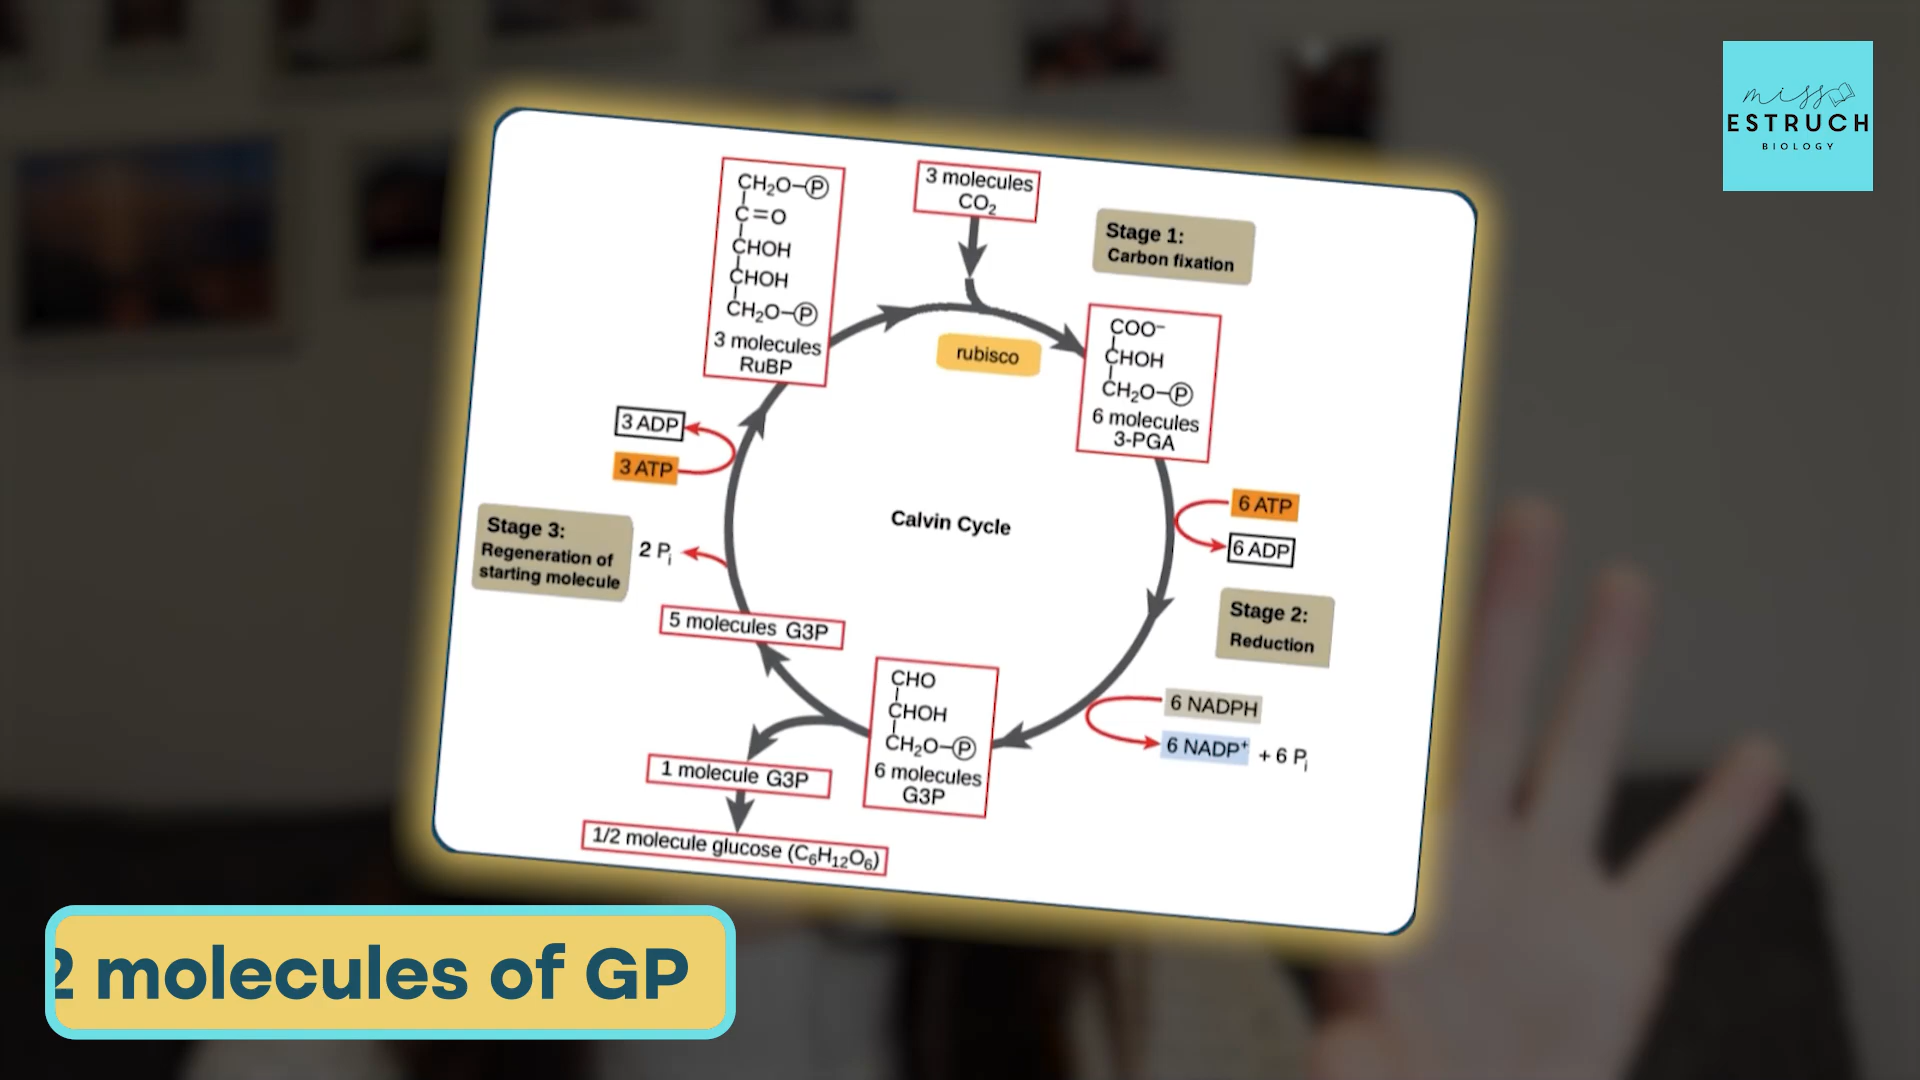 miss
ESTRUCH
BIOLOGY
CH₂O–Ⓟ
C=O
CHOH
CHOH
CH₂O–Ⓟ
3 molecules
RuBP
3 molecules
CO₂
Stage 1:
Carbon fixation
rubisco
COO⁻
CHOH
CH₂O–Ⓟ
6 molecules
3-PGA
3 ADP
3 ATP
6 ATP
6 ADP
Calvin Cycle
Stage 3:
Regeneration of
starting molecule
2 Pᵢ
Stage 2:
Reduction
5 molecules G3P
6 NADPH
6 NADP⁺ + 6 Pᵢ
CHO
CHOH
CH₂O–Ⓟ
6 molecules
G3P
1 molecule G3P
1/2 molecule glucose (C₆H₁₂O₆)
2 molecules of GP